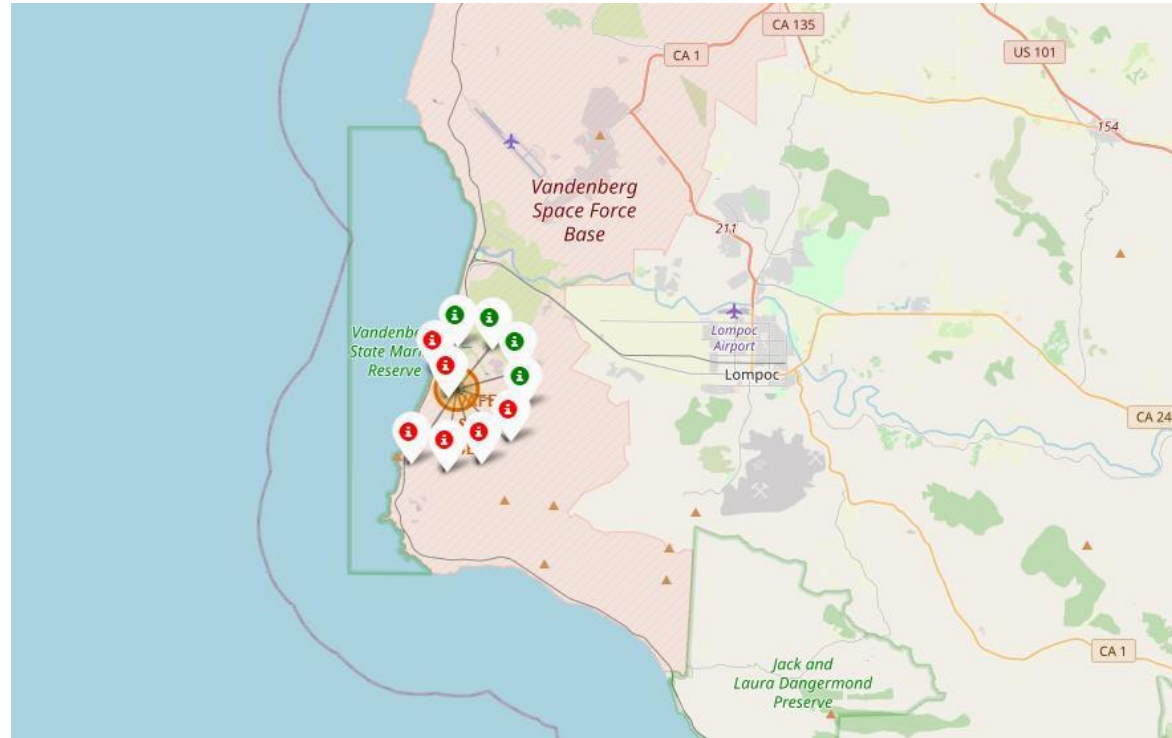 CA 135
CA 1
US 101
154
Vandenberg
Space Force
Base
211
State
Reserve
Lompoc
Airport
Lompoc
CA 24
CA 1
Jack and
Laura Dangermond
Preserve